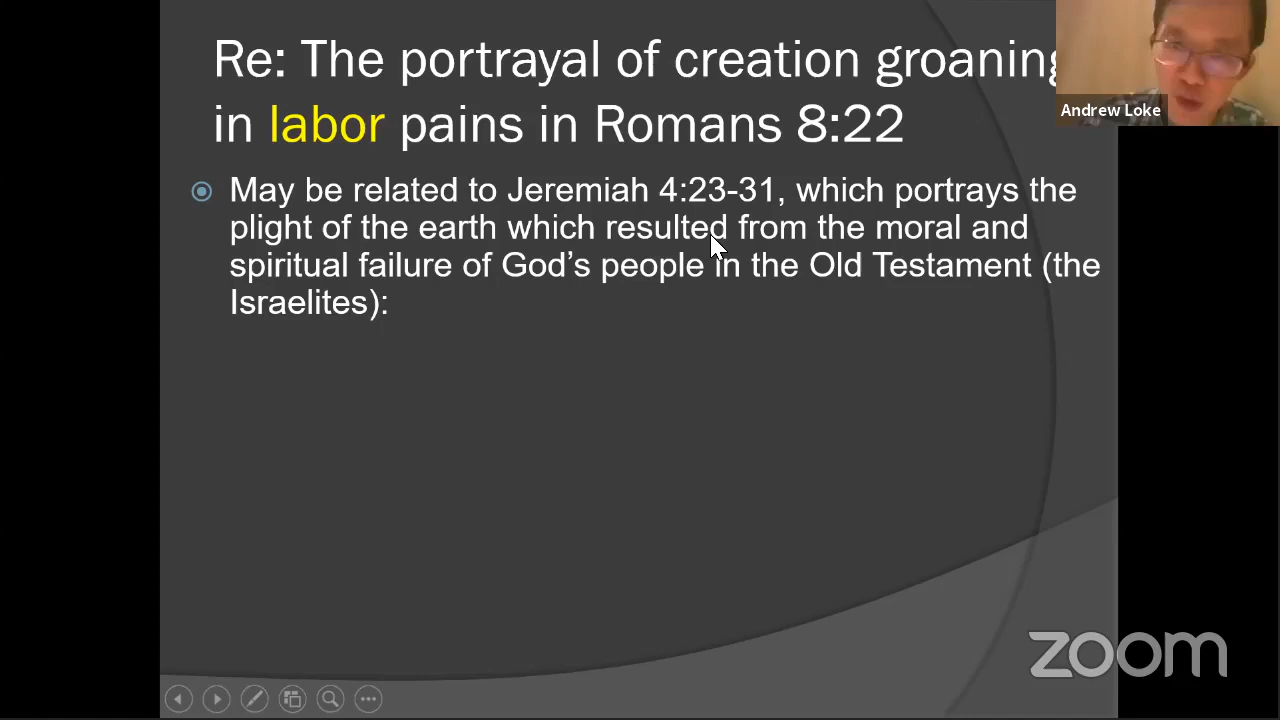 Re: The portrayal of creation groaning
in labor pains in Romans 8:22
Andrew Loke
May be related to Jeremiah 4:23-31, which portrays the
plight of the earth which resulted from the moral and
spiritual failure of God’s people in the Old Testament (the
Israelites):
zoom